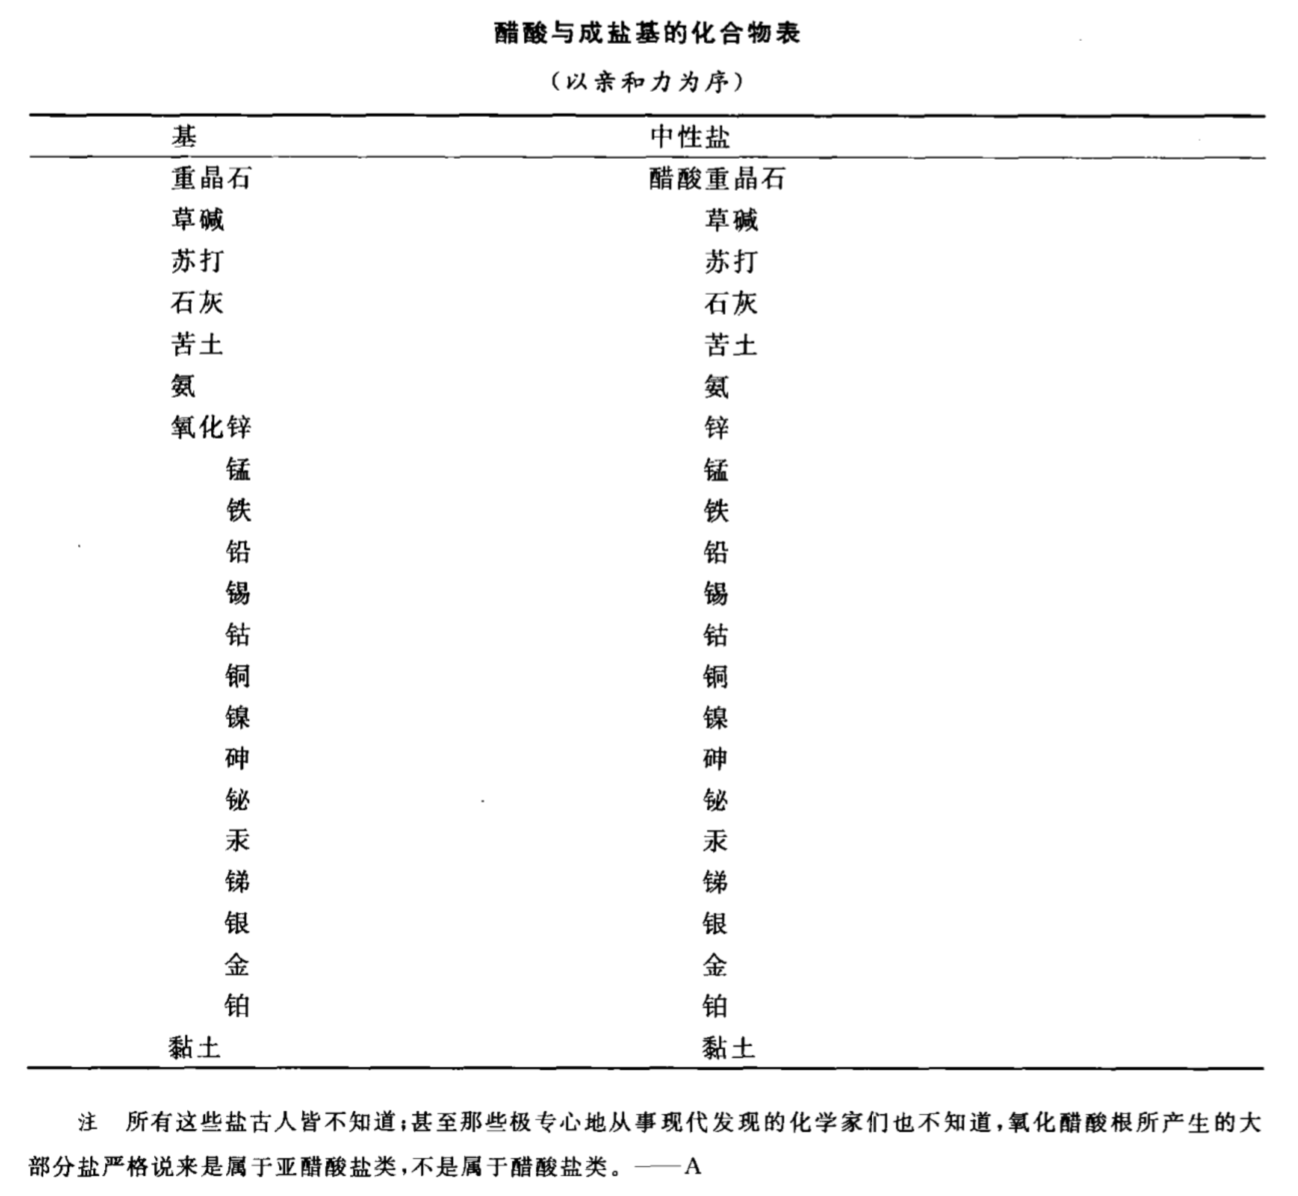 醋酸与成盐基的化合物表
(以亲和力为序)
基 中性盐
重晶石 醋酸重晶石
草碱 草碱
苏打 苏打
石灰 石灰
苦土 苦土
氨 氨
氧化锌 锌
锰 锰
铁 铁
铅 铅
锡 锡
钴 钴
铜 铜
镍 镍
砷 砷
铋 铋
汞 汞
锑 锑
银 银
金 金
铂 铂
黏土 黏土
注 所有这些盐古人皆不知道;甚至那些极专心地从事现代发现的化学家们也不知道,氧化醋酸根所产生的大
部分盐严格说来是属于亚醋酸盐类,不是属于醋酸盐类。——A